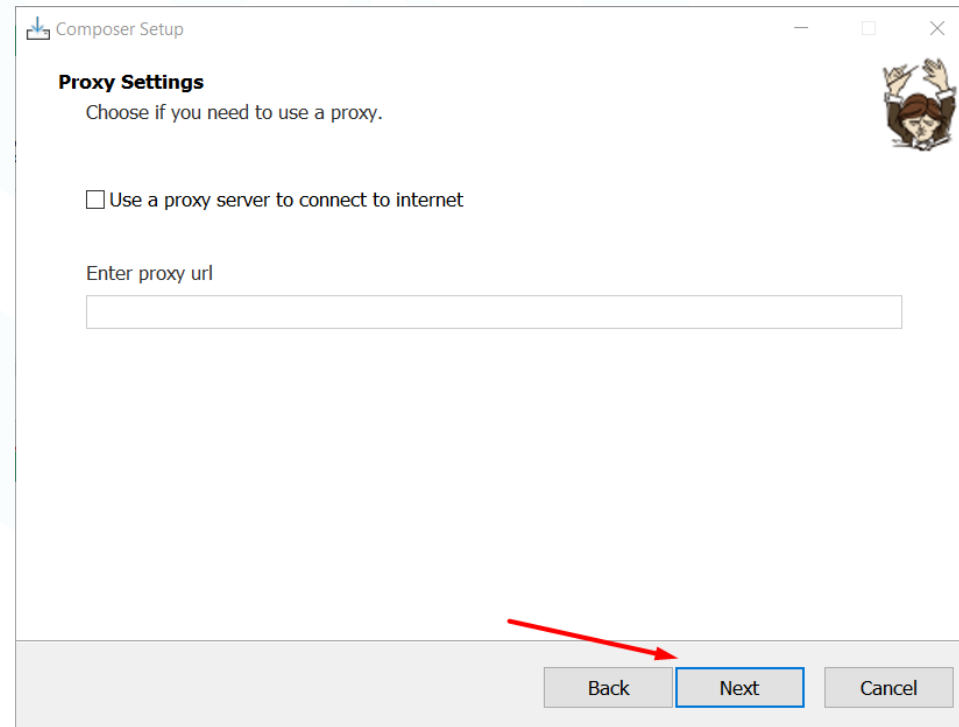 Composer Setup
Proxy Settings
Choose if you need to use a proxy.
Use a proxy server to connect to internet
Enter proxy url
Back Next Cancel